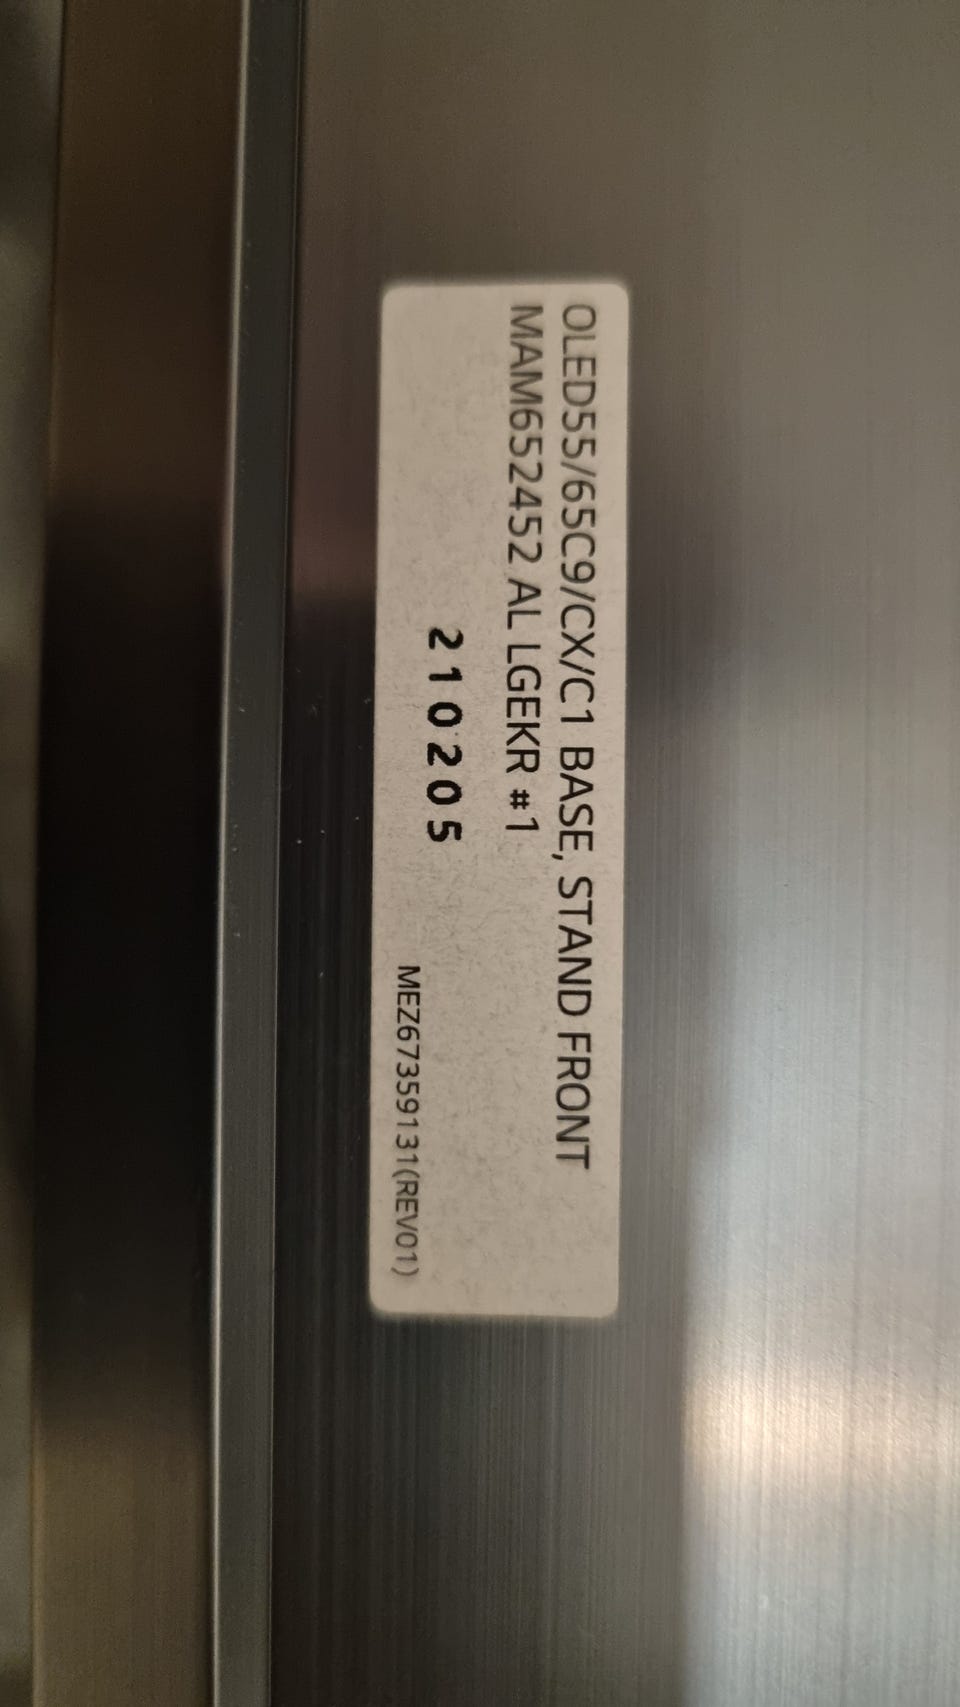 OLED55/65C9/CX/C1 BASE, STAND FRONT
MAM652452 AL LGEKR #1
210205
MEZ67359131(REV01)